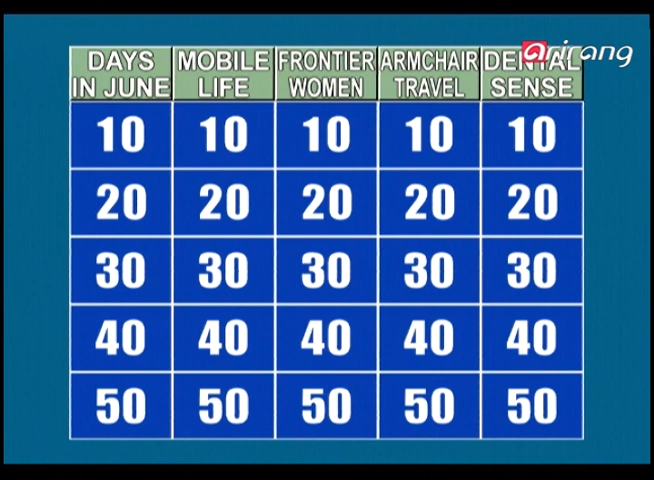 arirang
DAYS IN JUNE
MOBILE LIFE
FRONTIER WOMEN
ARMCHAIR TRAVEL
DENTAL SENSE
10 10 10 10 10
20 20 20 20 20
30 30 30 30 30
40 40 40 40 40
50 50 50 50 50